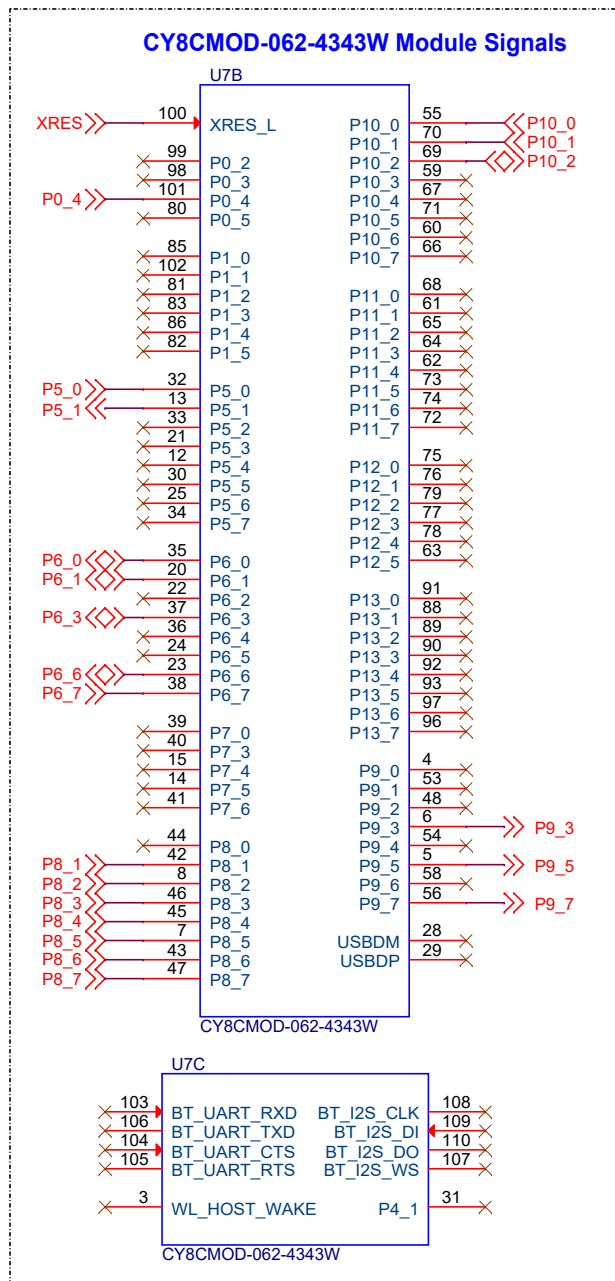 CY8CMOD-062-4343W Module Signals
U7B
XRES 100 XRES_L P10_0 55 P10_0
P10_1 70 P10_1
99 P0_2 P10_2 69 P10_2
98 P0_3 P10_3 59
P0_4 101 P0_4 P10_4 67
80 P0_5 P10_5 71
P10_6 60
85 P1_0 P10_7 66
102 P1_1
81 P1_2 P11_0 68
83 P1_3 P11_1 61
86 P1_4 P11_2 65
82 P1_5 P11_3 64
P11_4 62
P5_0 32 P5_0 P11_5 73
P5_1 13 P5_1 P11_6 74
33 P5_2 P11_7 72
21 P5_3
12 P5_4 P12_0 75
30 P5_5 P12_1 76
25 P5_6 P12_2 79
34 P5_7 P12_3 77
P12_4 78
P6_0 35 P6_0 P12_5 63
P6_1 20 P6_1
22 P6_2 P13_0 91
P6_3 37 P6_3 P13_1 88
36 P6_4 P13_2 89
24 P6_5 P13_3 90
P6_6 23 P6_6 P13_4 92
P6_7 38 P6_7 P13_5 93
P13_6 97
39 P7_0 P13_7 96
40 P7_3
15 P7_4 P9_0 4
14 P7_5 P9_1 53
41 P7_6 P9_2 48
P9_3 6 P9_3
44 P8_0 P9_4 54
P8_1 42 P8_1 P9_5 5 P9_5
P8_2 8 P8_2 P9_6 58
P8_3 46 P8_3 P9_7 56 P9_7
P8_4 45 P8_4
P8_5 7 P8_5 USBDM 28
P8_6 43 P8_6 USBDP 29
P8_7 47 P8_7
CY8CMOD-062-4343W
U7C
103 BT_UART_RXD BT_I2S_CLK 108
106 BT_UART_TXD BT_I2S_DI 109
104 BT_UART_CTS BT_I2S_DO 110
105 BT_UART_RTS BT_I2S_WS 107
3 WL_HOST_WAKE P4_1 31
CY8CMOD-062-4343W